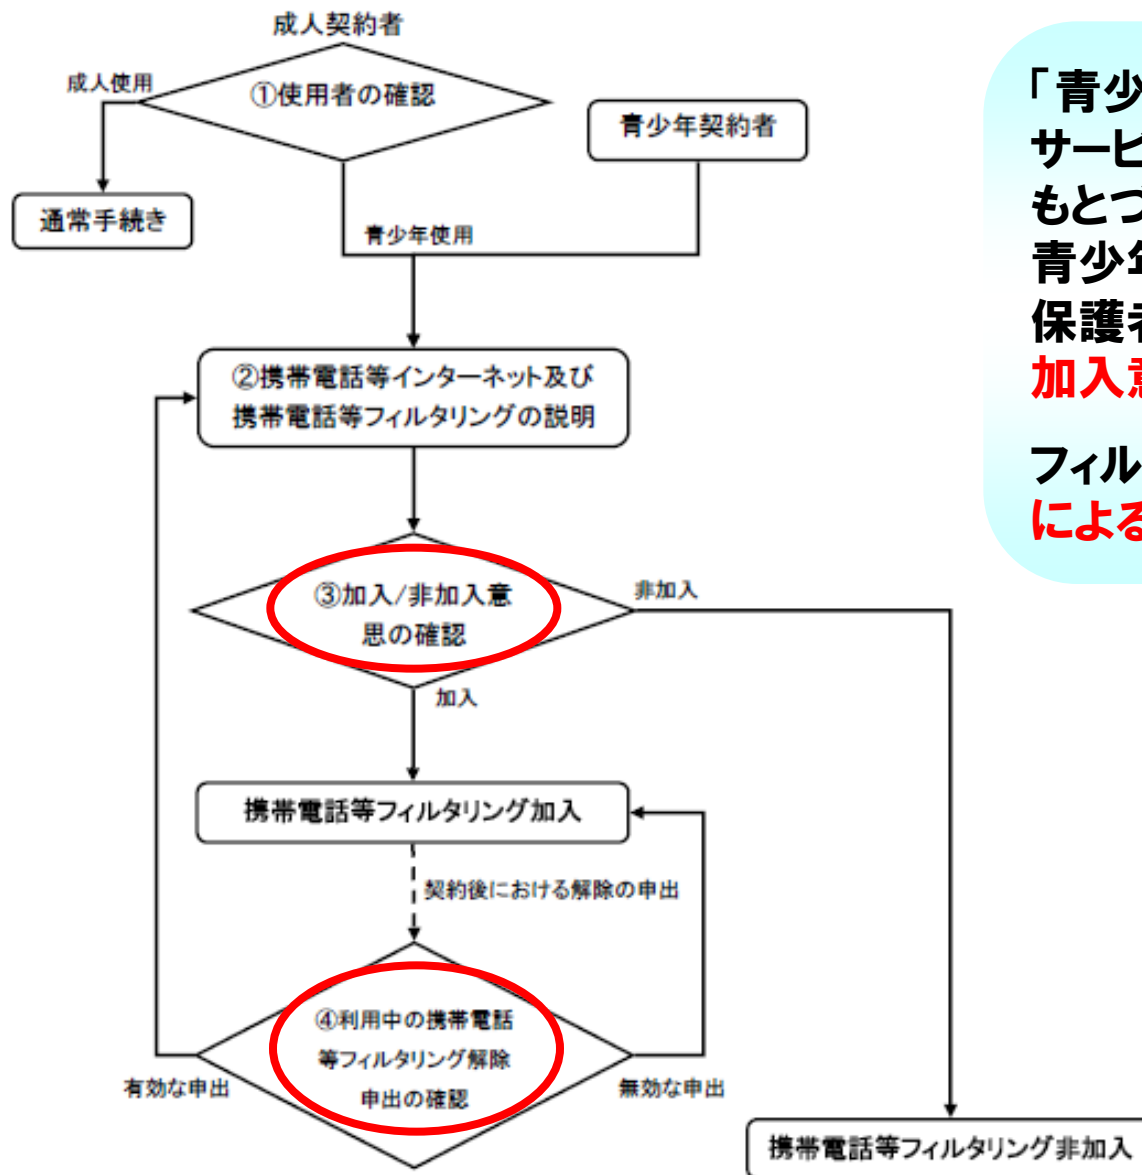 成人契約者
成人使用
①使用者の確認
青少年契約者
通常手続き
青少年使用
②携帯電話等インターネット及び
携帯電話等フィルタリングの説明
③加入/非加入意
思の確認
非加入
加入
携帯電話等フィルタリング加入
契約後における解除の申出
④利用中の携帯電話
等フィルタリング解除
申出の確認
有効な申出
無効な申出
携帯電話等フィルタリング非加入
「青少
サービ
もとつ
青少年
保護者
加入意
フィル
による